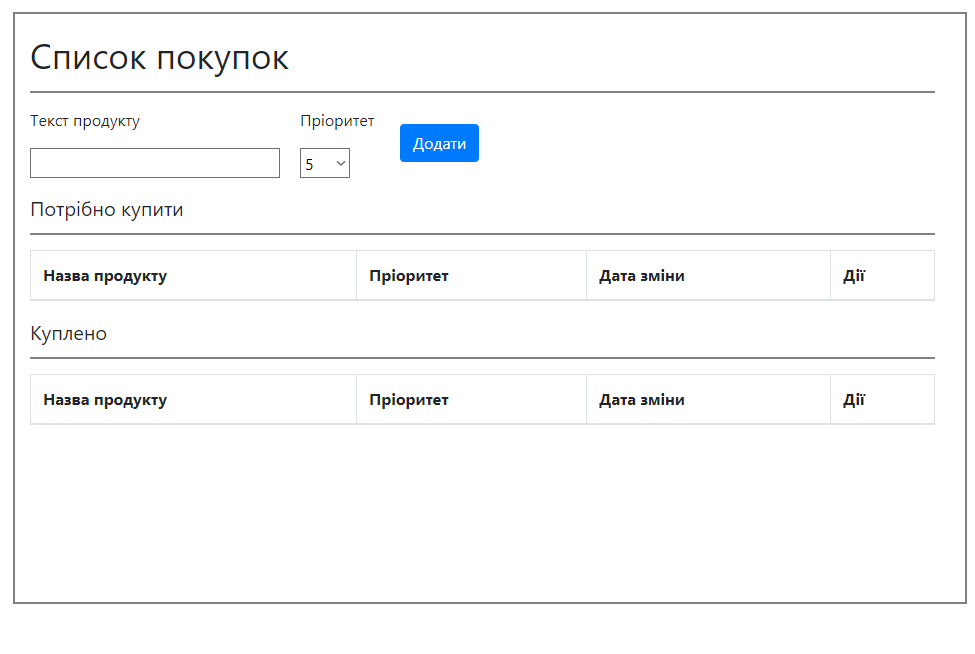 Список покупок
Текст продукту Пріоритет
Додати
5
Потрібно купити
Назва продукту Пріоритет Дата зміни Дії
Куплено
Назва продукту Пріоритет Дата зміни Дії